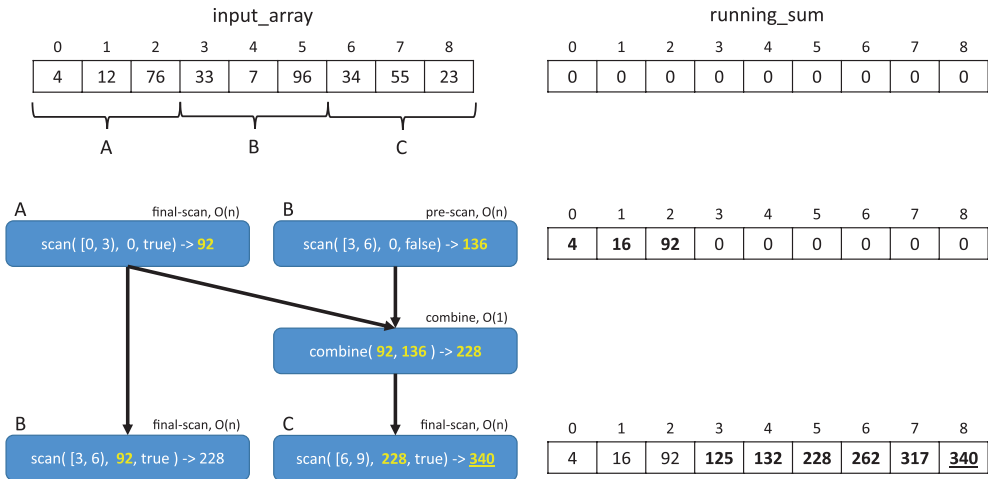 input_array
0 1 2 3 4 5 6 7 8
4 12 76 33 7 96 34 55 23
A B C
running_sum
0 1 2 3 4 5 6 7 8
0 0 0 0 0 0 0 0 0
A
final-scan, O(n)
scan( [0, 3), 0, true) -> 92
B
pre-scan, O(n)
scan( [3, 6), 0, false) -> 136
0 1 2 3 4 5 6 7 8
4 16 92 0 0 0 0 0 0
combine, O(1)
combine( 92, 136 ) -> 228
B
final-scan, O(n)
scan( [3, 6), 92, true ) -> 228
C
final-scan, O(n)
scan( [6, 9), 228, true) -> 340
0 1 2 3 4 5 6 7 8
4 16 92 125 132 228 262 317 340